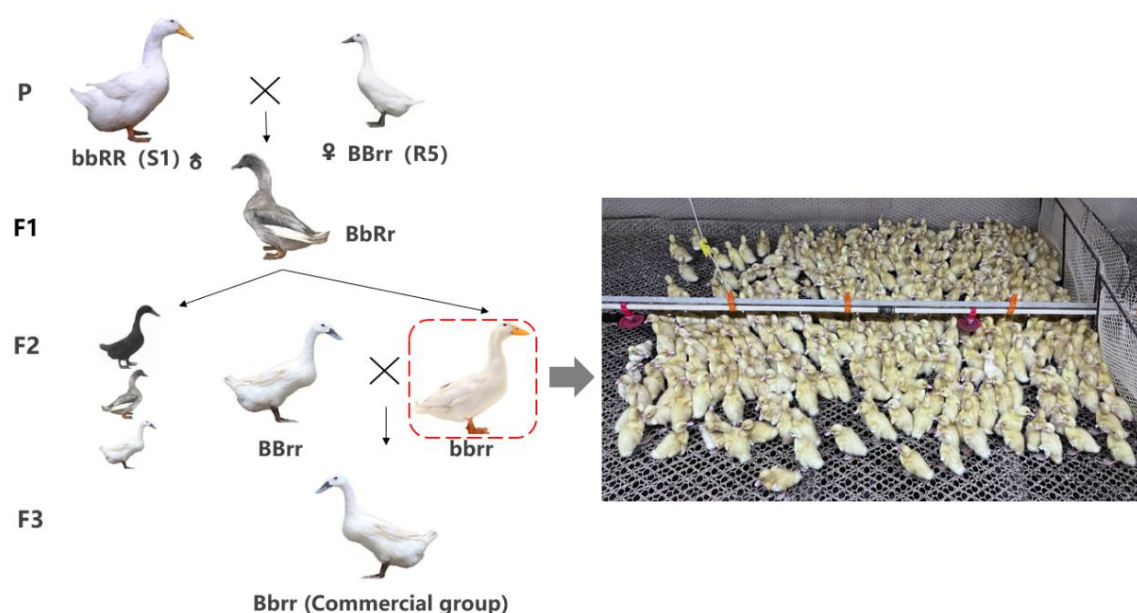 P
bbRR (S1) ♂
♀ BBrr (R5)
F1
BbRr
F2
BBrr
bbrr
F3
Bbrr (Commercial group)